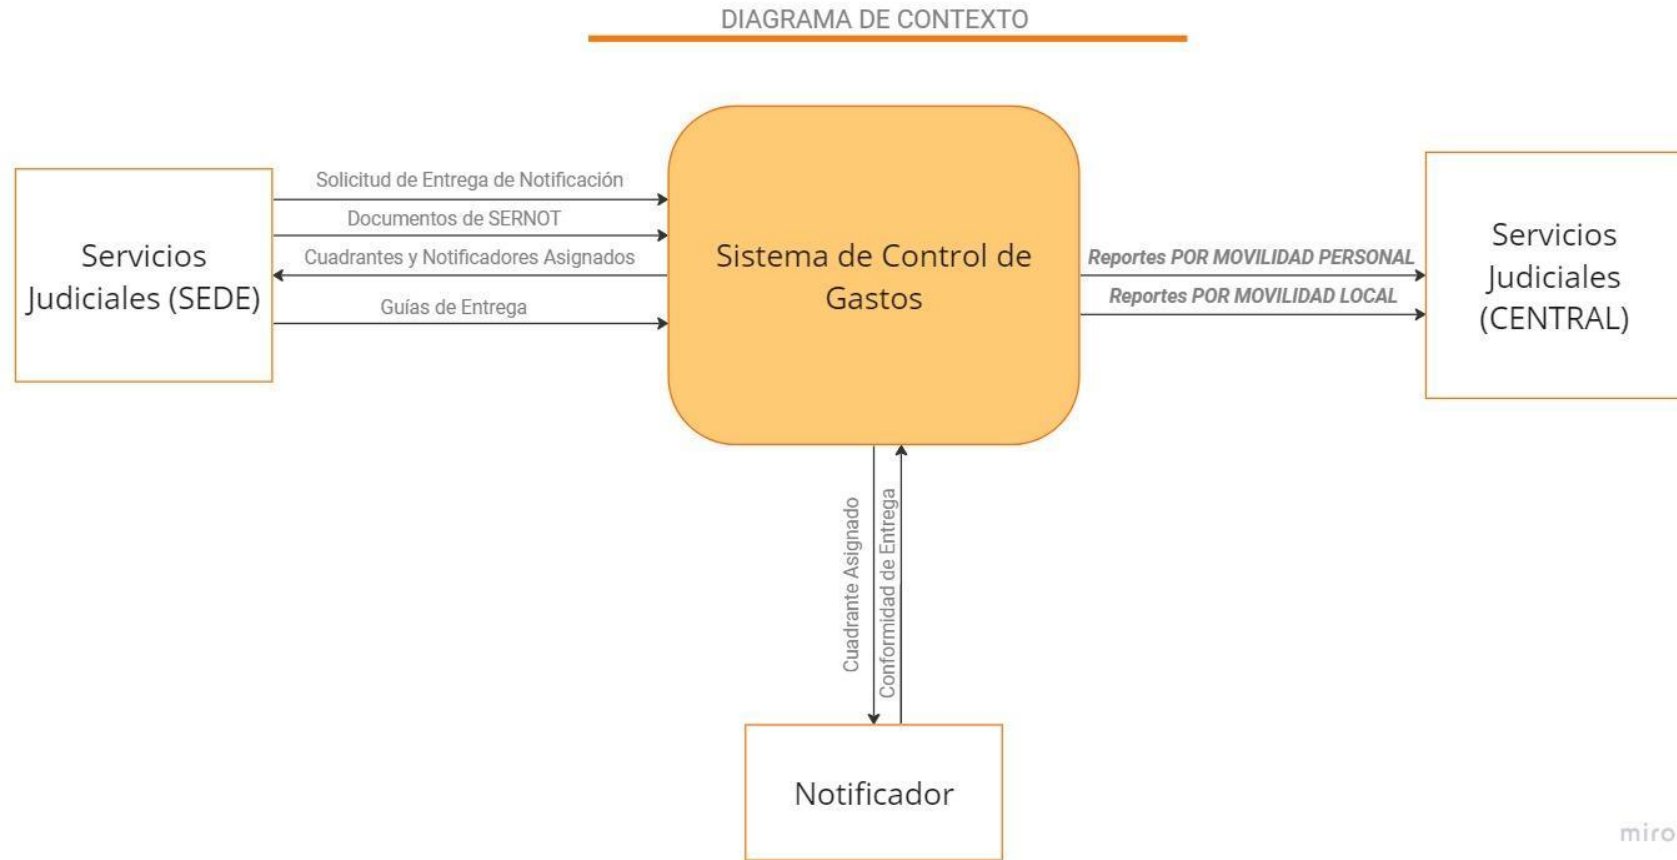 DIAGRAMA DE CONTEXTO
Servicios
Judiciales (SEDE)
Solicitud de Entrega de Notificación
Documentos de SERNOT
Cuadrantes y Notificadores Asignados
Guías de Entrega
Sistema de Control de
Gastos
Reportes POR MOVILIDAD PERSONAL
Reportes POR MOVILIDAD LOCAL
Servicios
Judiciales
(CENTRAL)
Cuadrante Asignado
Conformidad de Entrega
Notificador
miro